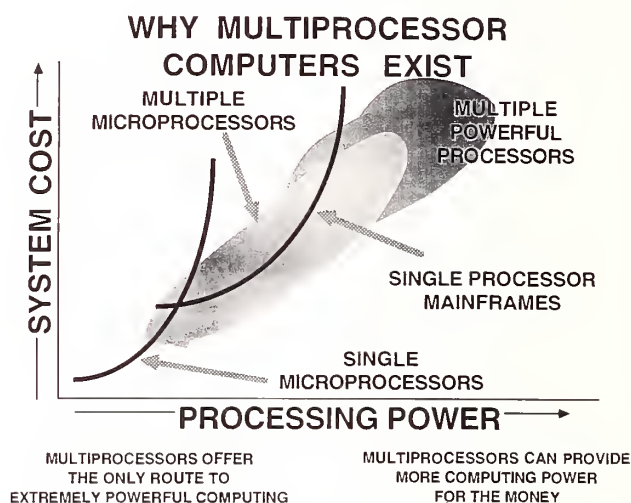 WHY MULTIPROCESSOR
COMPUTERS EXIST
MULTIPLE
MICROPROCESSORS
MULTIPLE
POWERFUL
PROCESSORS
SYSTEM COST
SINGLE PROCESSOR
MAINFRAMES
SINGLE
MICROPROCESSORS
PROCESSING POWER
MULTIPROCESSORS OFFER
THE ONLY ROUTE TO
EXTREMELY POWERFUL COMPUTING
MULTIPROCESSORS CAN PROVIDE
MORE COMPUTING POWER
FOR THE MONEY